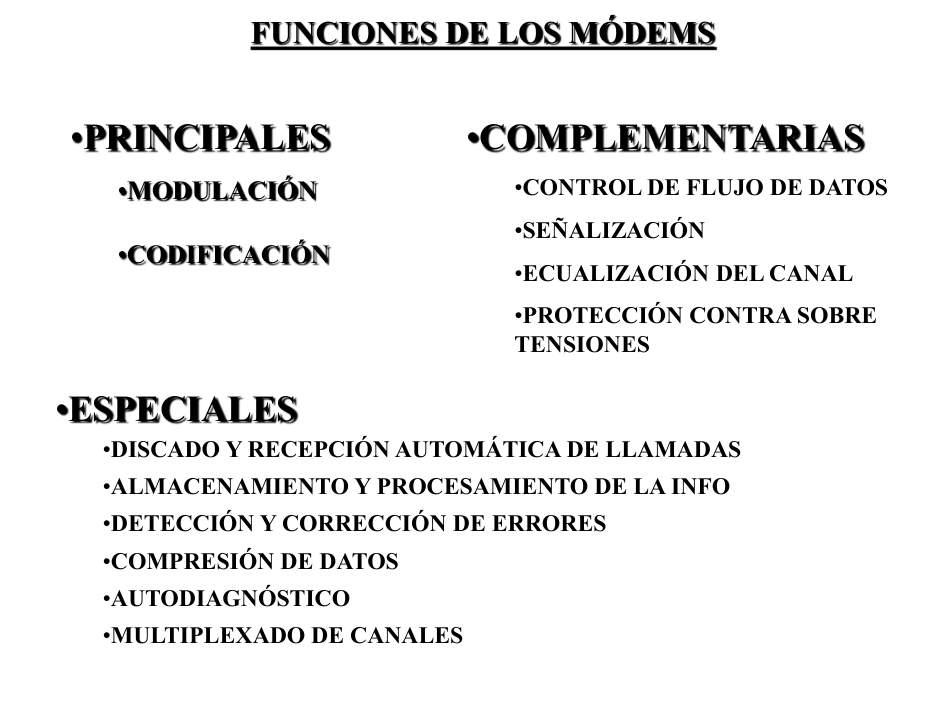 FUNCIONES DE LOS MÓDEMS
•PRINCIPALES
•MODULACIÓN
•CODIFICACIÓN
•COMPLEMENTARIAS
•CONTROL DE FLUJO DE DATOS
•SEÑALIZACIÓN
•ECUALIZACIÓN DEL CANAL
•PROTECCIÓN CONTRA SOBRE
TENSIONES
•ESPECIALES
•DISCADO Y RECEPCIÓN AUTOMÁTICA DE LLAMADAS
•ALMACENAMIENTO Y PROCESAMIENTO DE LA INFO
•DETECCIÓN Y CORRECCIÓN DE ERRORES
•COMPRESIÓN DE DATOS
•AUTODIAGNÓSTICO
•MULTIPLEXADO DE CANALES